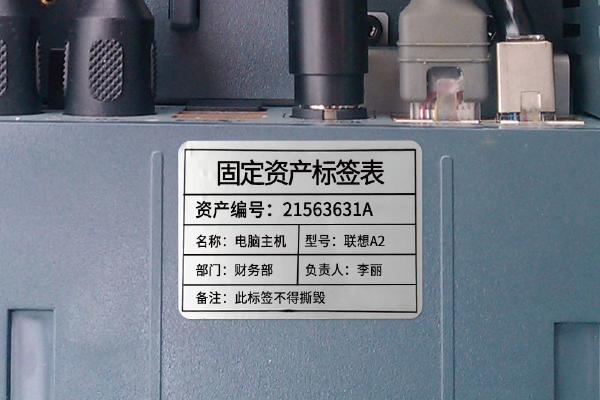 固定资产标签表
资产编号：21563631A
名称：电脑主机 型号：联想A2
部门：财务部 负责人：李丽
备注：此标签不得撕毁